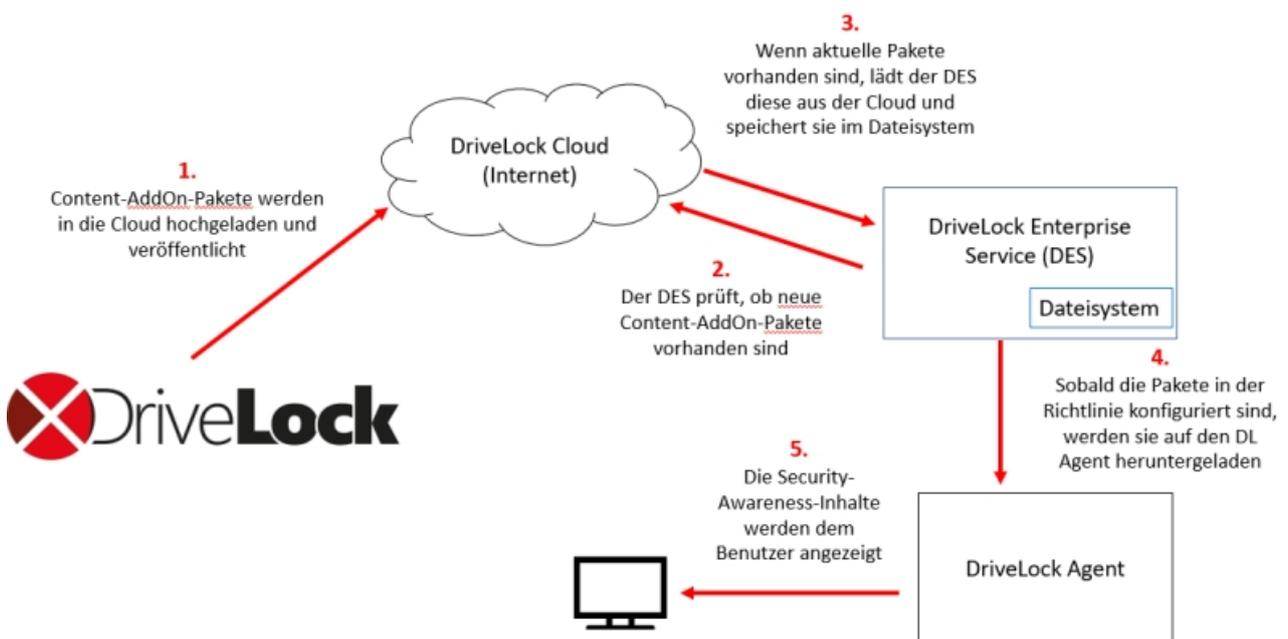 1.
Content-AddOn-Pakete werden
in die Cloud hochgeladen und
veröffentlicht
DriveLock
DriveLock Cloud
(Internet)
2.
Der DES prüft, ob neue
Content-AddOn-Pakete
vorhanden sind
3.
Wenn aktuelle Pakete
vorhanden sind, lädt der DES
diese aus der Cloud und
speichert sie im Dateisystem
DriveLock Enterprise
Service (DES)
Dateisystem
4.
Sobald die Pakete in der
Richtlinie konfiguriert sind,
werden sie auf den DL
Agent heruntergeladen
DriveLock Agent
5.
Die Security-
Awareness-Inhalte
werden dem
Benutzer angezeigt